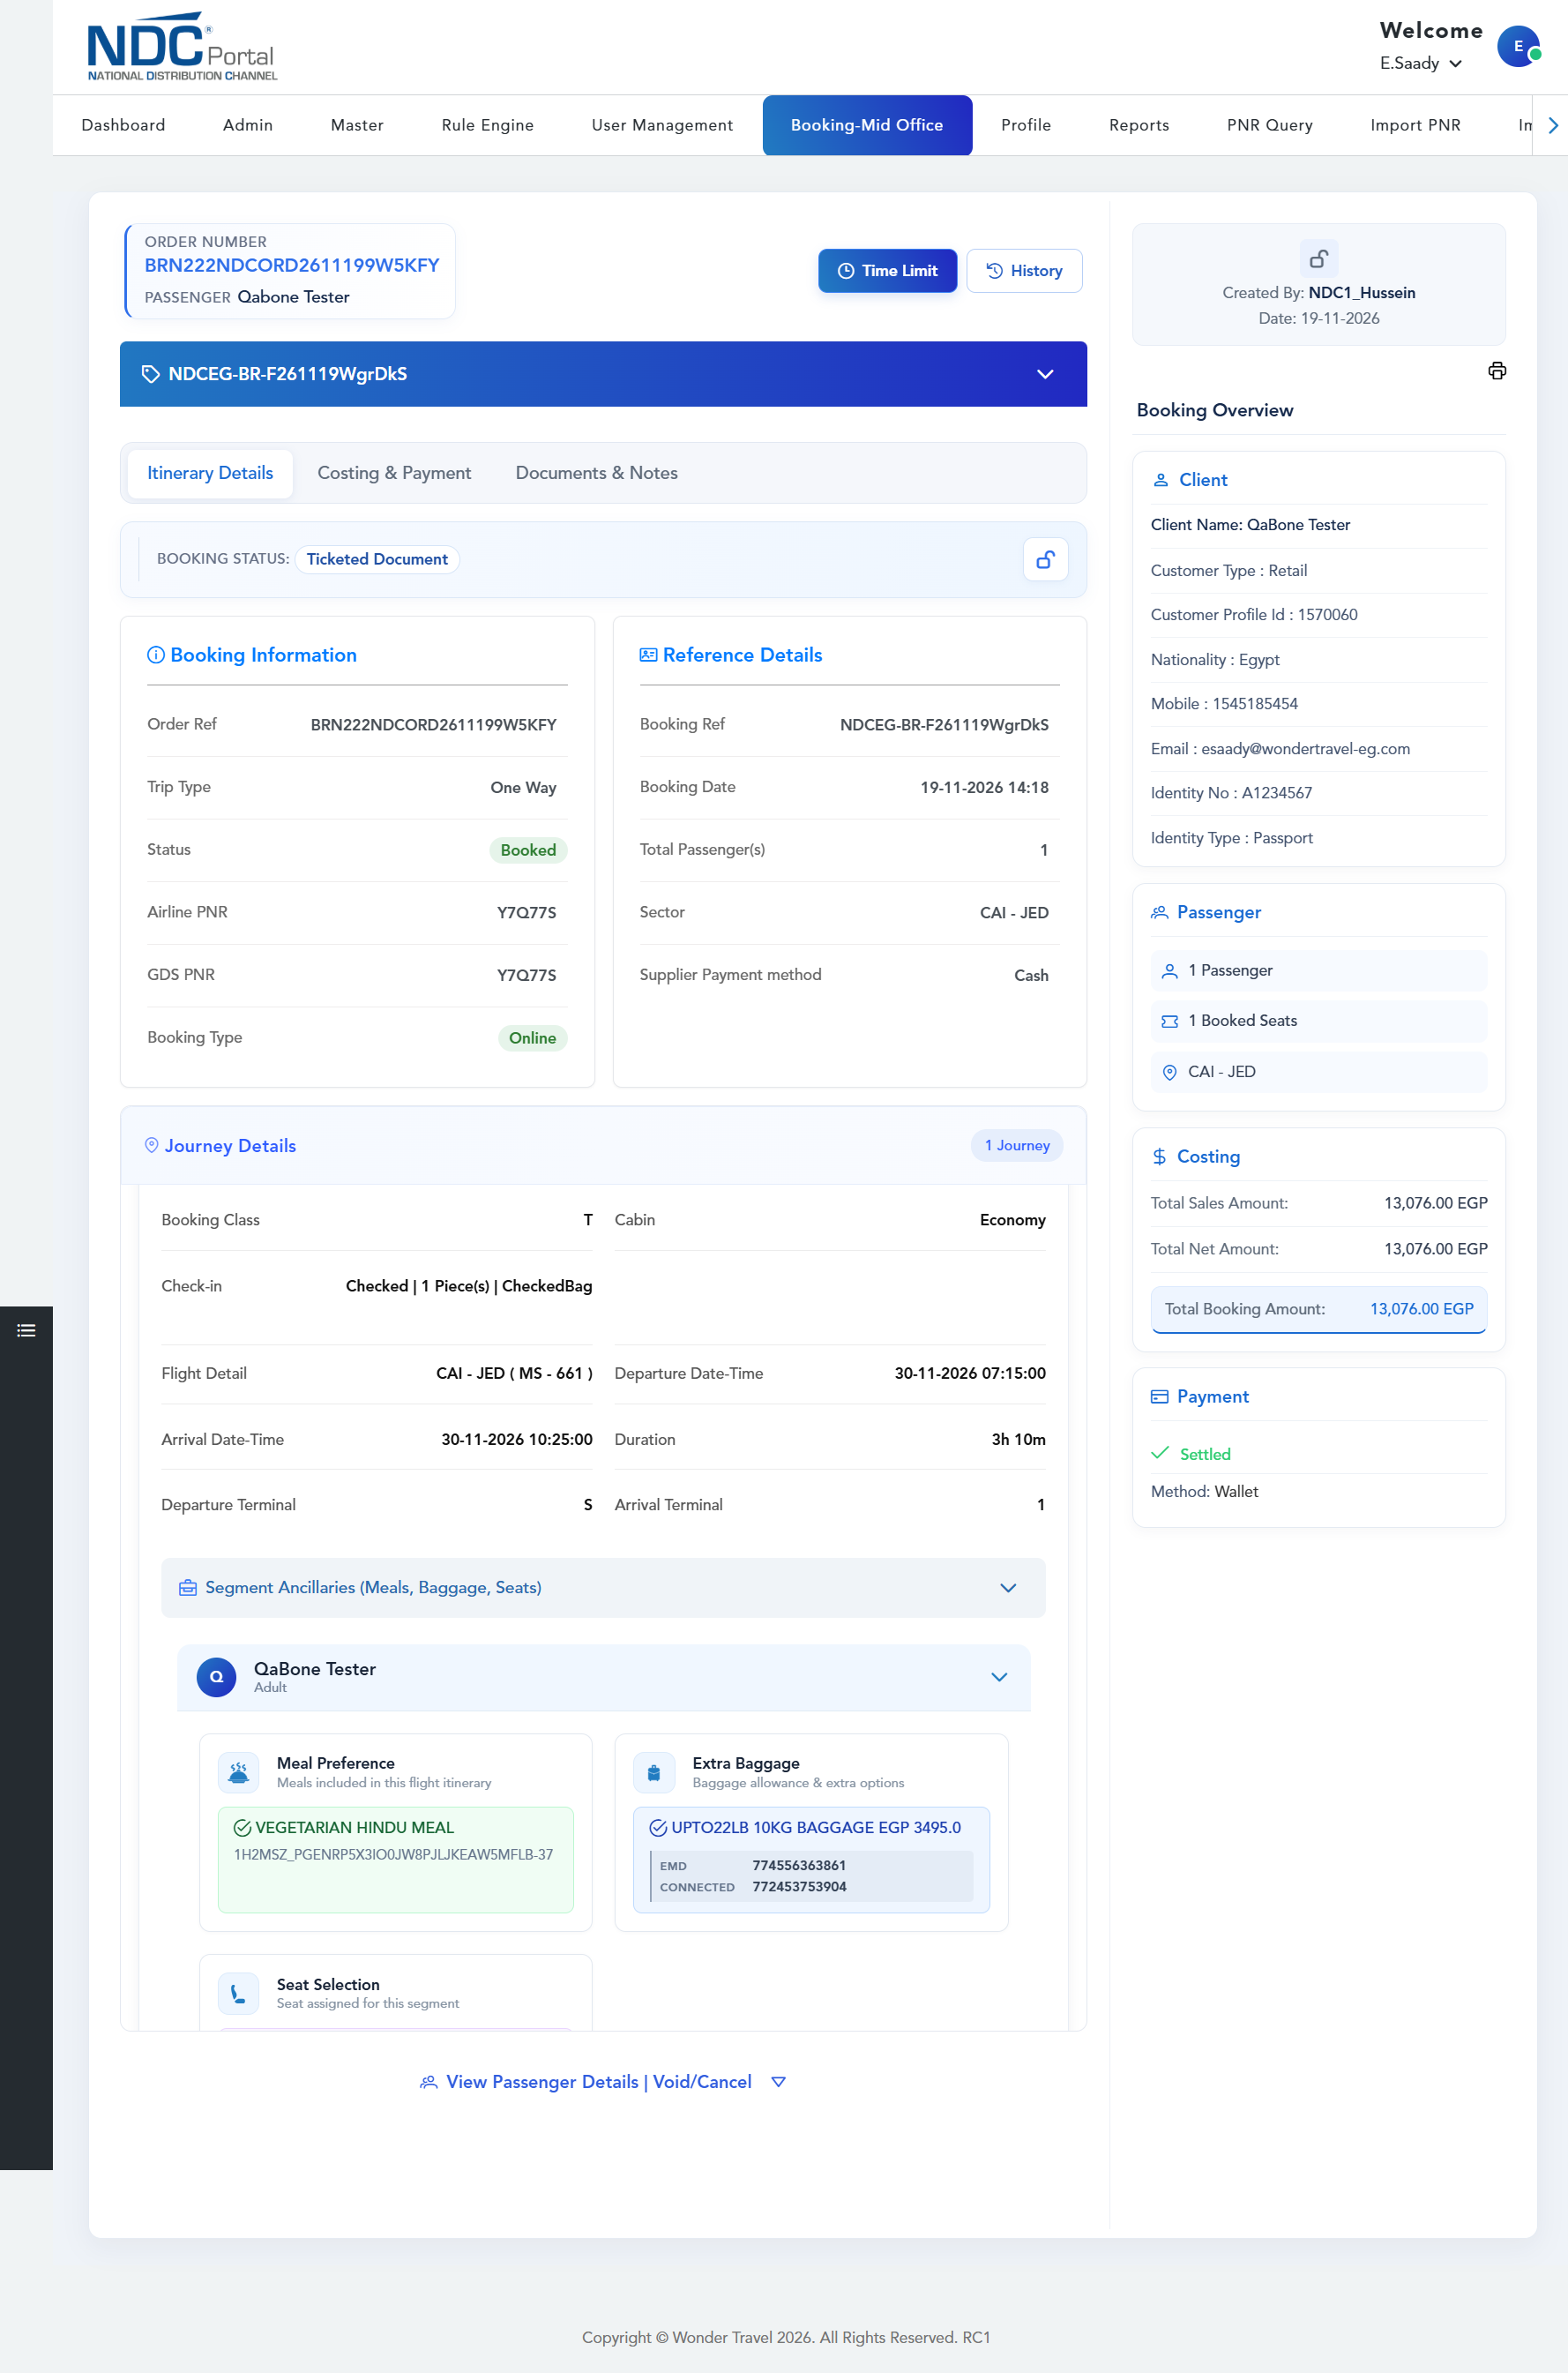 NDC® Portal
NATIONAL DISTRIBUTION CHANNEL
Welcome
E.Saady
E
Dashboard
Admin
Master
Rule Engine
User Management
Booking-Mid Office
Profile
Reports
PNR Query
Import PNR
ORDER NUMBER
BRN222NDCORD2611199W5KFY
PASSENGER Qabone Tester
Time Limit
History
NDCEG-BR-F261119WgrDkS
Itinerary Details
Costing & Payment
Documents & Notes
BOOKING STATUS: Ticketed Document
Booking Information
Order Ref BRN222NDCORD2611199W5KFY
Trip Type One Way
Status Booked
Airline PNR Y7Q77S
GDS PNR Y7Q77S
Booking Type Online
Reference Details
Booking Ref NDCEG-BR-F261119WgrDkS
Booking Date 19-11-2026 14:18
Total Passenger(s) 1
Sector CAI - JED
Supplier Payment method Cash
Journey Details
1 Journey
Booking Class T
Cabin Economy
Check-in Checked | 1 Piece(s) | CheckedBag
Flight Detail CAI - JED ( MS - 661 )
Departure Date-Time 30-11-2026 07:15:00
Arrival Date-Time 30-11-2026 10:25:00
Duration 3h 10m
Departure Terminal S
Arrival Terminal 1
Segment Ancillaries (Meals, Baggage, Seats)
Q
QaBone Tester
Adult
Meal Preference
Meals included in this flight itinerary
VEGETARIAN HINDU MEAL
1H2MSZ_PGENRP5X3IO0JW8PJLJKEAW5MFLB-37
Extra Baggage
Baggage allowance & extra options
UPTO22LB 10KG BAGGAGE EGP 3495.0
EMD 774556363861
CONNECTED 772453753904
Seat Selection
Seat assigned for this segment
View Passenger Details | Void/Cancel
Created By: NDC1_Hussein
Date: 19-11-2026
Booking Overview
Client
Client Name: QaBone Tester
Customer Type : Retail
Customer Profile Id : 1570060
Nationality : Egypt
Mobile : 1545185454
Email : esaady@wondertravel-eg.com
Identity No : A1234567
Identity Type : Passport
Passenger
1 Passenger
1 Booked Seats
CAI - JED
Costing
Total Sales Amount: 13,076.00 EGP
Total Net Amount: 13,076.00 EGP
Total Booking Amount: 13,076.00 EGP
Payment
Settled
Method: Wallet
Copyright © Wonder Travel 2026. All Rights Reserved. RC1